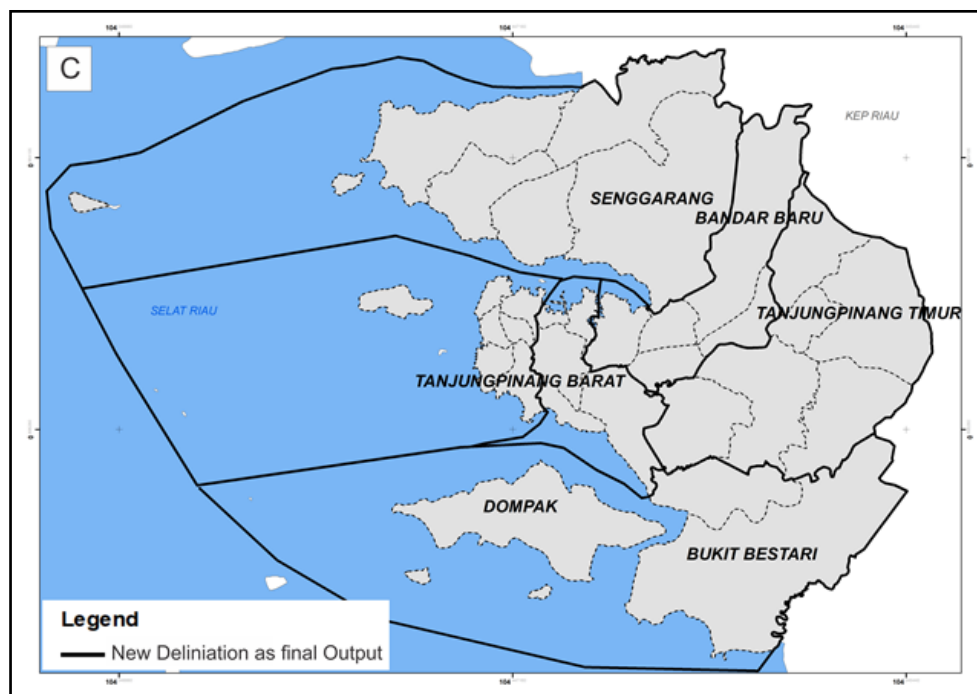 C
KEP RIAU
SENGGARANG
BANDAR BARU
SELAT RIAU
TANJUNGPINANG TIMUR
TANJUNGPINANG BARAT
DOMPAK
BUKIT BESTARI
Legend
New Deliniation as final Output